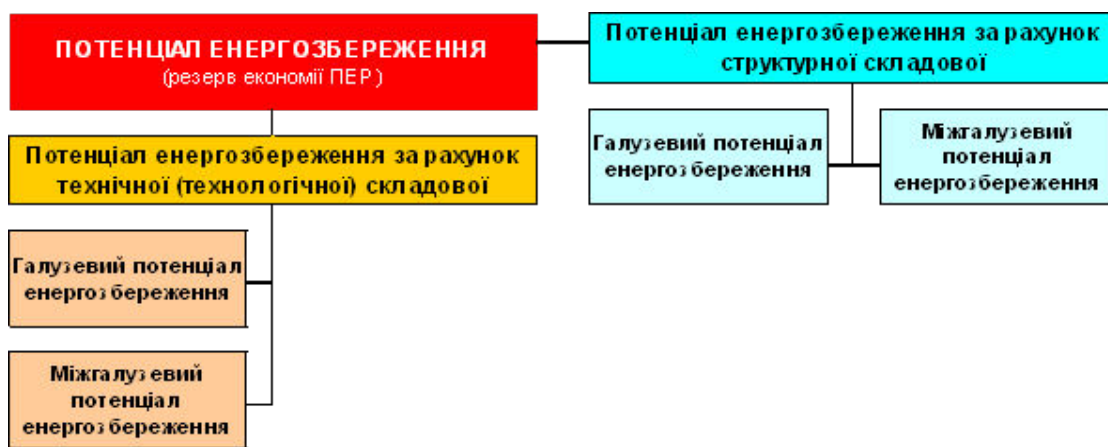 ПОТЕНЦІАЛ ЕНЕРГОЗБЕРЕЖЕННЯ
(резерв економії ПЕР)
Потенціал енергозбереження за рахунок
структурної складової
Галузевий потенціал
енергозбереження
Міжгалузевий
потенціал
енергозбереження
Потенціал енергозбереження за рахунок
технічної (технологічної) складової
Галузевий потенціал
енергозбереження
Міжгалузевий
потенціал
енергозбереження